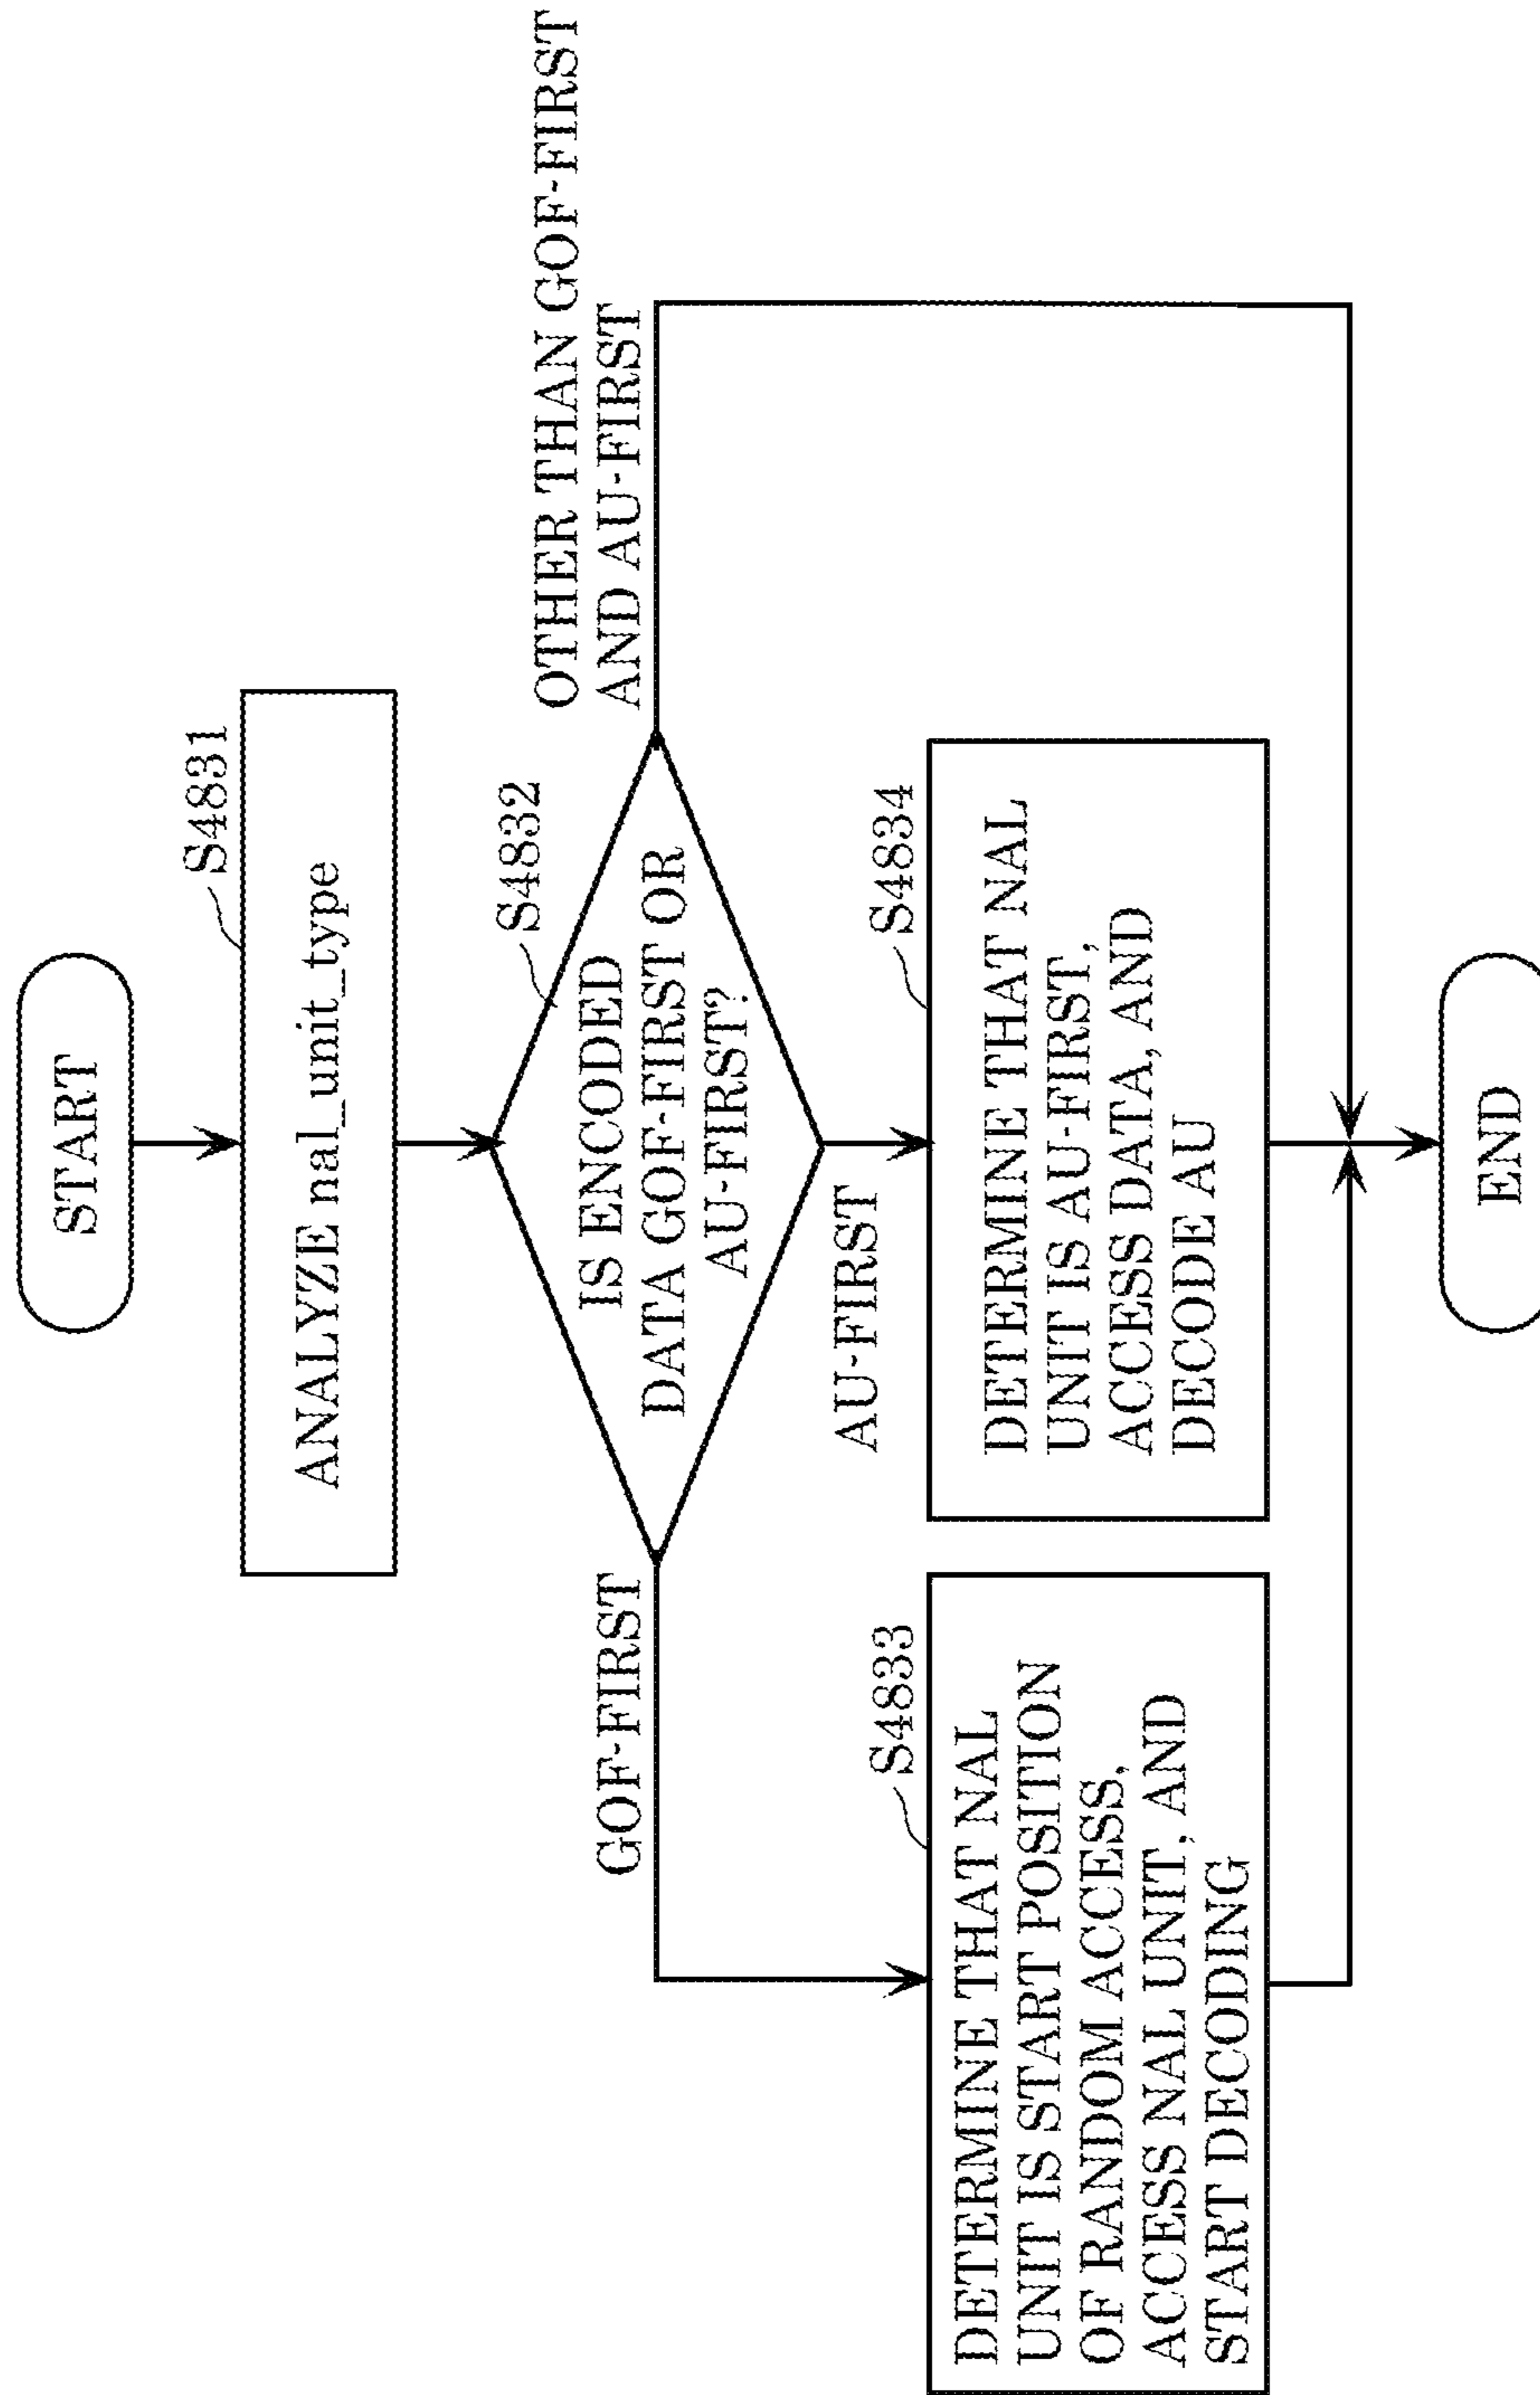 START
S4831
ANALYZE nal_unit_type
S4832
IS ENCODED
DATA GOF-FIRST OR
AU-FIRST?
OTHER THAN GOF-FIRST
AND AU-FIRST
GOF-FIRST
AU-FIRST
S4833
DETERMINE THAT NAL
UNIT IS START POSITION
OF RANDOM ACCESS,
ACCESS NAL UNIT, AND
START DECODING
S4834
DETERMINE THAT NAL
UNIT IS AU-FIRST,
ACCESS DATA, AND
DECODE AU
END